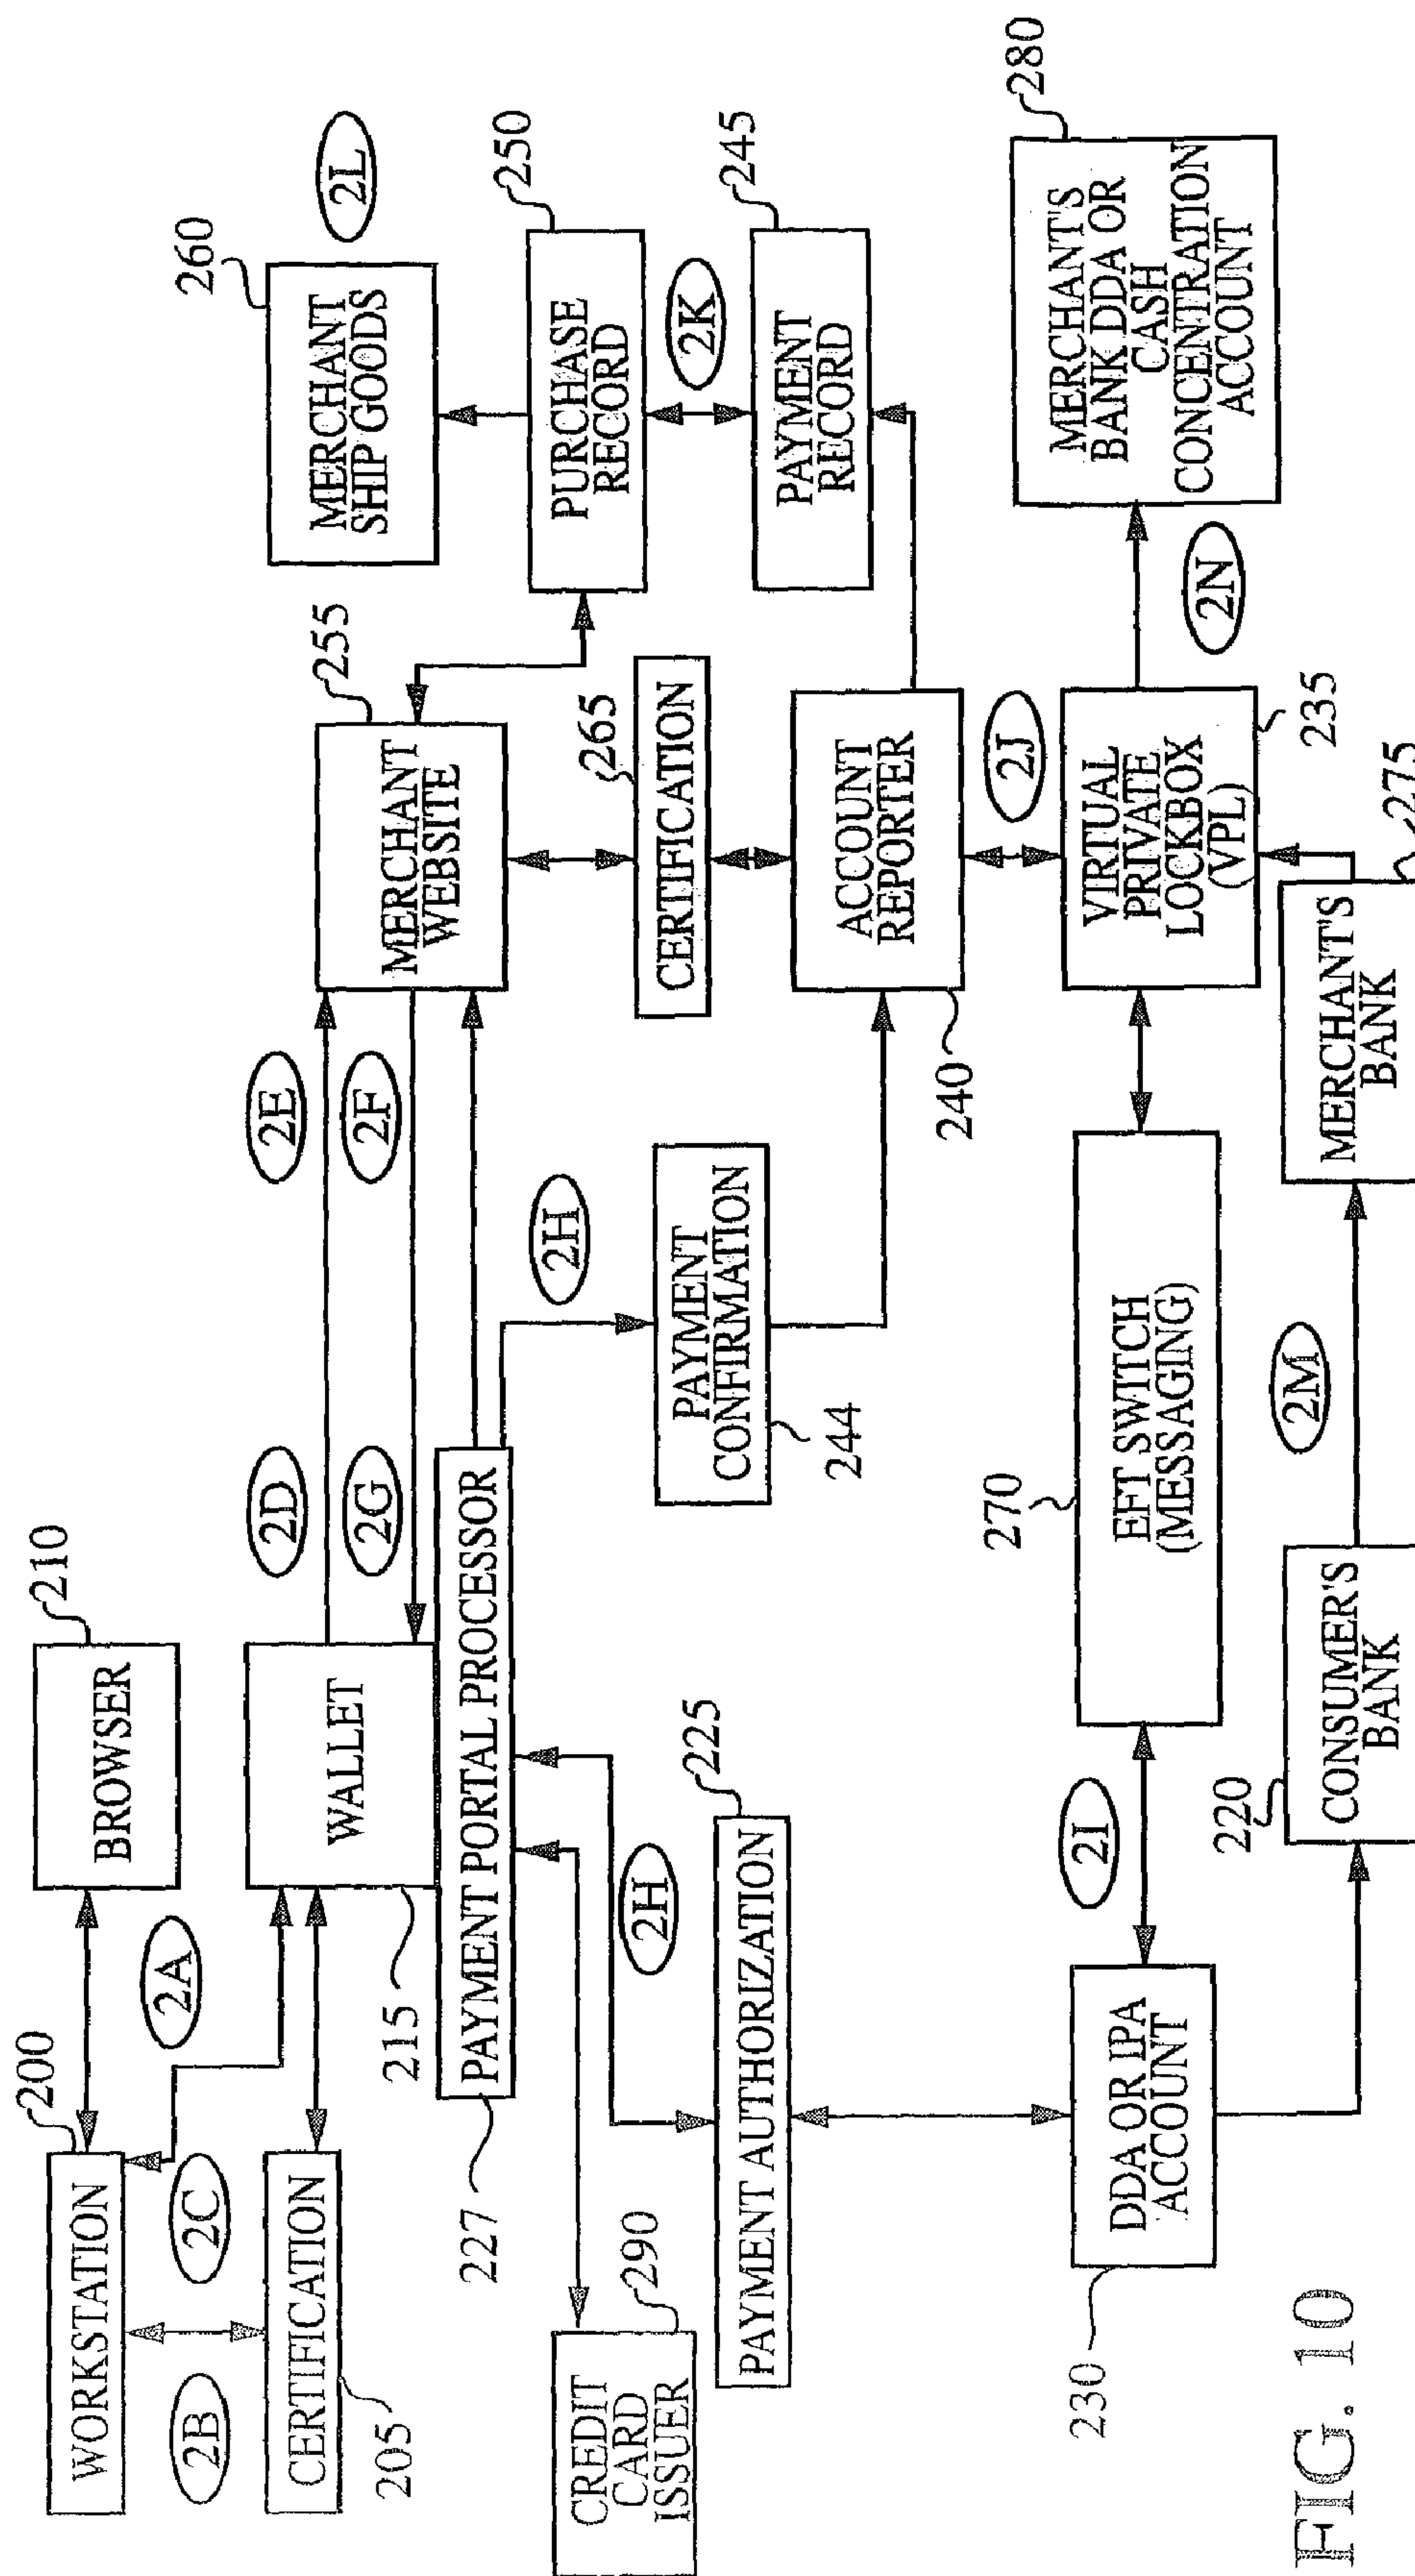 200
210
WORKSTATION
2A
BROWSER
2B
2C
CERTIFICATION
205
215
WALLET
2D
2E
2G
2F
255
MERCHANT
WEBSITE
260
MERCHANT
SHIP GOODS
2L
227
PAYMENT PORTAL PROCESSOR
290
CREDIT
CARD
ISSUER
2H
2H
265
CERTIFICATION
PURCHASE
RECORD
250
2K
225
PAYMENT AUTHORIZATION
PAYMENT
CONFIRMATION
244
ACCOUNT
REPORTER
240
PAYMENT
RECORD
245
2J
230
DDA OR IPA
ACCOUNT
2I
270
EFT SWITCH
(MESSAGING)
VIRTUAL
PRIVATE
LOCKBOX
(VPL)
235
2N
MERCHANT'S
BANK DDA OR
CASH
CONCENTRATION
ACCOUNT
280
220
CONSUMER'S
BANK
2M
MERCHANT'S
BANK
275
FIG. 10